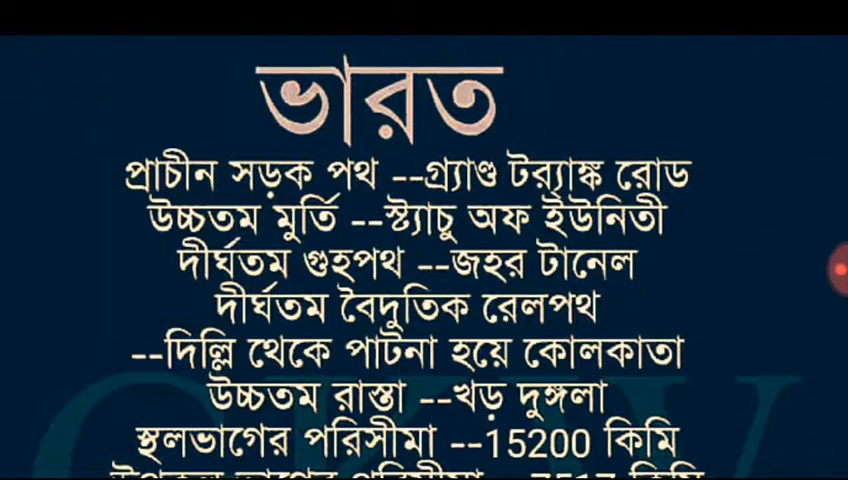 ভারত
প্রাচীন সড়ক পথ --গ্র্যাণ্ড টর‍্যাঙ্ক রোড
উচ্চতম মুর্তি --স্ট্যাচু অফ ইউনিতী
দীর্ঘতম গুহপথ --জহর টানেল
দীর্ঘতম বৈদুতিক রেলপথ
--দিল্লি থেকে পাটনা হয়ে কোলকাতা
উচ্চতম রাস্তা --খড় দুঙ্গলা
স্থলভাগের পরিসীমা --15200 কিমি